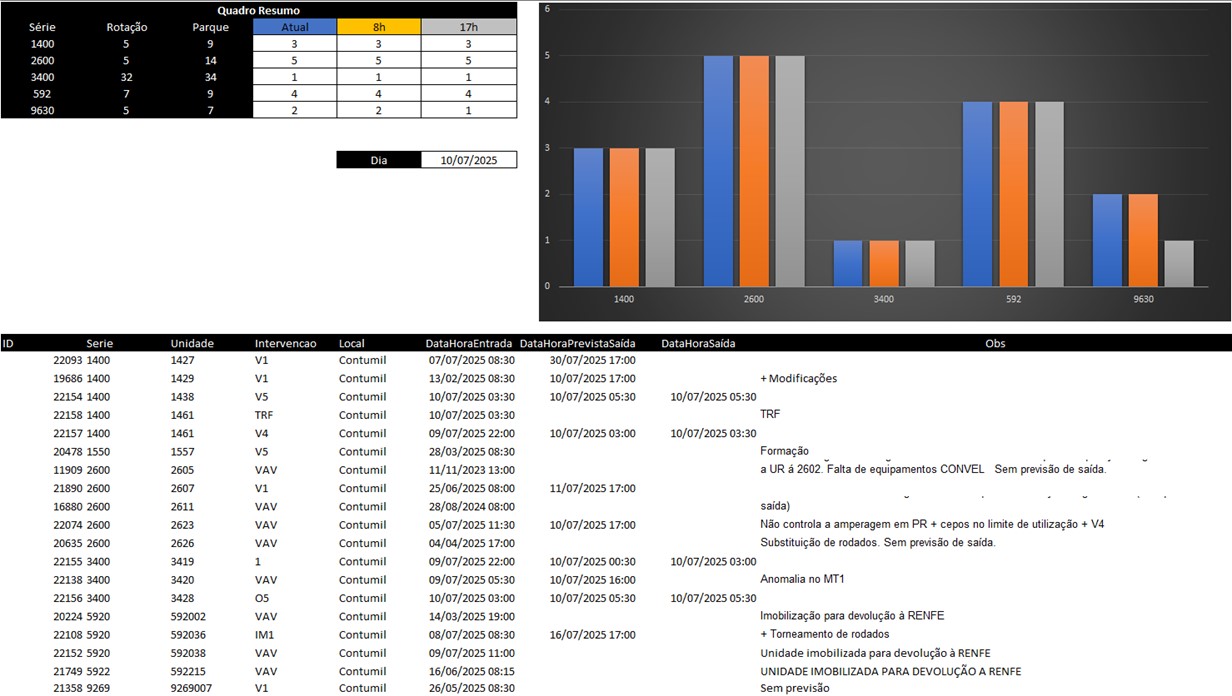 Quadro Resumo
Série Rotação Parque Atual 8h 17h
1400 5 9 3 3 3
2600 5 14 5 5 5
3400 32 34 1 1 1
592 7 9 4 4 4
9630 5 7 2 2 1
Dia 10/07/2025
6
5
4
3
2
1
0
1400 2600 3400 592 9630
ID Serie Unidade Intervencao Local DataHoraEntrada DataHoraPrevistaSaída DataHoraSaída Obs
22093 1400 1427 V1 Contumil 07/07/2025 08:30 30/07/2025 17:00
19686 1400 1429 V1 Contumil 13/02/2025 08:30 10/07/2025 17:00 + Modificações
22154 1400 1438 V5 Contumil 10/07/2025 03:30 10/07/2025 05:30 10/07/2025 05:30
22158 1400 1461 TRF Contumil 10/07/2025 03:30 TRF
22157 1400 1461 V4 Contumil 09/07/2025 22:00 10/07/2025 03:00 10/07/2025 03:30
20478 1550 1557 V5 Contumil 28/03/2025 08:30 Formação
11909 2600 2605 VAV Contumil 11/11/2023 13:00 a UR á 2602. Falta de equipamentos CONVEL Sem previsão de saída.
21890 2600 2607 V1 Contumil 25/06/2025 08:00 11/07/2025 17:00
16880 2600 2611 VAV Contumil 28/08/2024 08:00 saída)
22074 2600 2623 VAV Contumil 05/07/2025 11:30 10/07/2025 17:00 Não controla a amperagem em PR + cepos no limite de utilização + V4
20635 2600 2626 VAV Contumil 04/04/2025 17:00 Substituição de rodados. Sem previsão de saída.
22155 3400 3419 1 Contumil 09/07/2025 22:00 10/07/2025 00:30 10/07/2025 03:00
22138 3400 3420 VAV Contumil 09/07/2025 05:30 10/07/2025 16:00 Anomalia no MT1
22156 3400 3428 O5 Contumil 10/07/2025 03:00 10/07/2025 05:30 10/07/2025 05:30
20224 5920 592002 VAV Contumil 14/03/2025 19:00 Imobilização para devolução à RENFE
22108 5920 592036 IM1 Contumil 08/07/2025 08:30 16/07/2025 17:00 + Torneamento de rodados
22152 5920 592038 VAV Contumil 09/07/2025 11:00 Unidade imobilizada para devolução à RENFE
21749 5922 592215 VAV Contumil 16/06/2025 08:15 UNIDADE IMOBILIZADA PARA DEVOLUÇÃO A RENFE
21358 9269 9269007 V1 Contumil 26/05/2025 08:30 Sem previsão